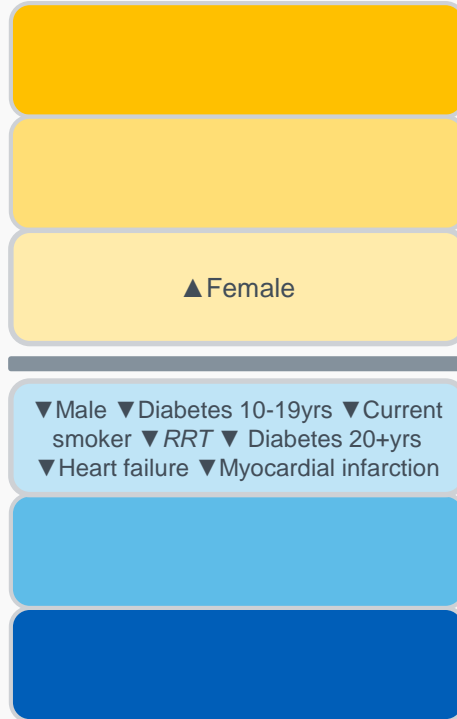 ▲Female
▼Male ▼Diabetes 10-19yrs ▼Current
smoker ▼RRT ▼ Diabetes 20+yrs
▼Heart failure ▼Myocardial infarction